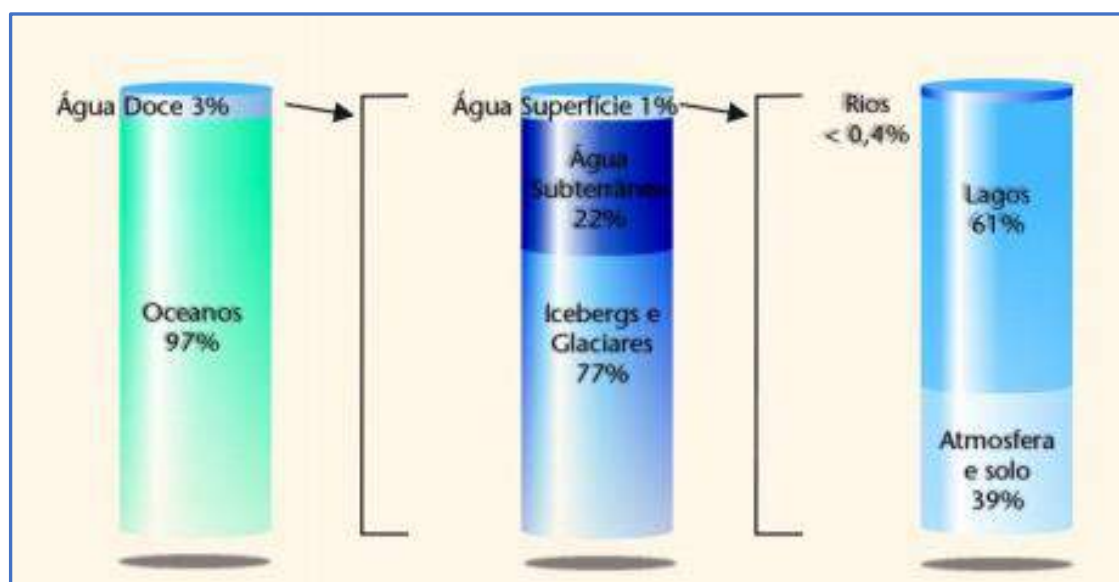 Água Doce 3%
Oceanos
97%
Água Superfície 1%
Água
Subterrânea
22%
Icebergs e
Glaciares
77%
Rios
< 0,4%
Lagos
61%
Atmosfera
e solo
39%